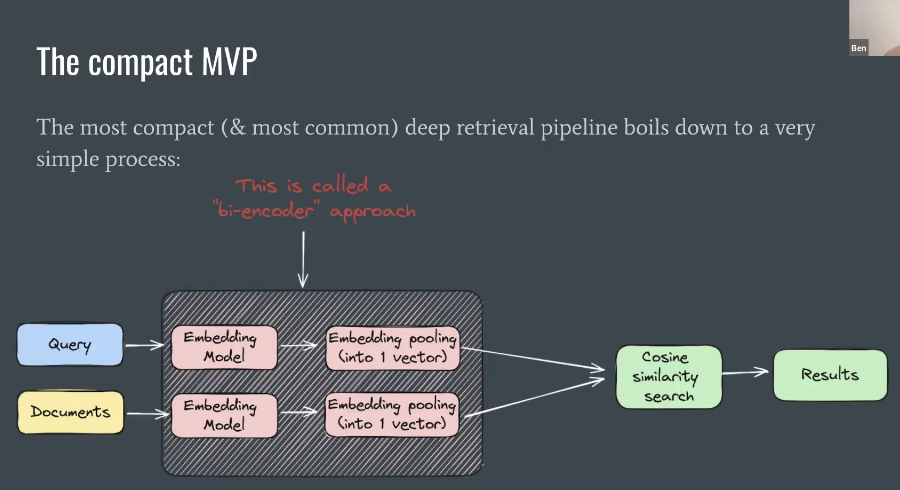 Ben
The compact MVP
The most compact (& most common) deep retrieval pipeline boils down to a very
simple process:
This is called a
"bi-encoder" approach
Query
Embedding
Model
Embedding pooling
(into 1 vector)
Documents
Embedding
Model
Embedding pooling
(into 1 vector)
Cosine
similarity
search
Results